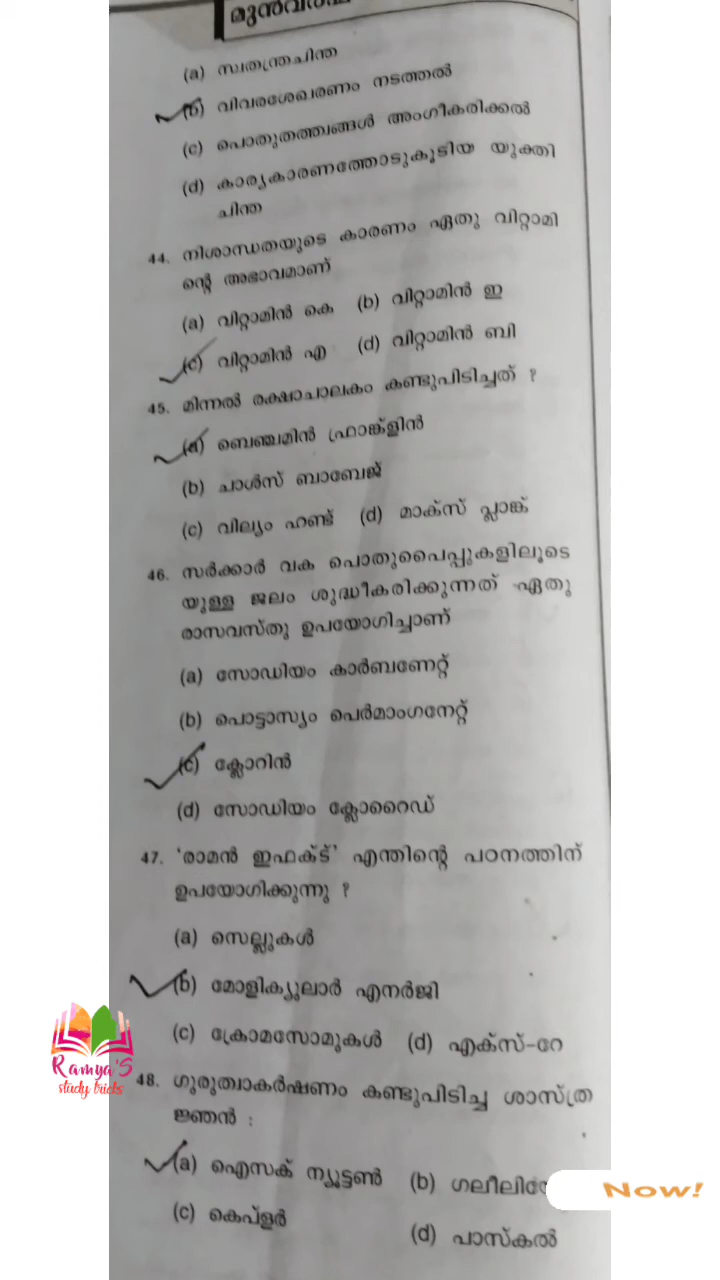 മുൻവർഷ
(a) സ്വതന്ത്രചിന്ത
(b) വിവരശേഖരണം നടത്തൽ
(c) പൊതുതത്ത്വങ്ങൾ അംഗീകരിക്കൽ
(d) കാര്യകാരണത്തോടുകൂടിയ യുക്തി
ചിന്ത
44. നിശാന്ധതയുടെ കാരണം ഏതു വിറ്റാമി
ന്റെ അഭാവമാണ്
(a) വിറ്റാമിൻ കെ (b) വിറ്റാമിൻ ഇ
(c) വിറ്റാമിൻ എ (d) വിറ്റാമിൻ ബി
45. മിന്നൽ രക്ഷാചാലകം കണ്ടുപിടിച്ചത് ?
(a) ബെഞ്ചമിൻ ഫ്രാങ്ക്ളിൻ
(b) ചാൾസ് ബാബേജ്
(c) വില്യം ഹണ്ട് (d) മാക്സ് പ്ലാങ്ക്
46. സർക്കാർ വക പൊതുപൈപ്പുകളിലൂടെ
യുള്ള ജലം ശുദ്ധീകരിക്കുന്നത് ഏതു
രാസവസ്തു ഉപയോഗിച്ചാണ്
(a) സോഡിയം കാർബണേറ്റ്
(b) പൊട്ടാസ്യം പെർമാംഗനേറ്റ്
(c) ക്ലോറിൻ
(d) സോഡിയം ക്ലോറൈഡ്
47. 'രാമൻ ഇഫക്ട്' എന്തിന്റെ പഠനത്തിന്
ഉപയോഗിക്കുന്നു ?
(a) സെല്ലുകൾ
(b) മോളിക്യുലാർ എനർജി
(c) ക്രോമസോമുകൾ (d) എക്സ്-റേ
48. ഗുരുത്വാകർഷണം കണ്ടുപിടിച്ച ശാസ്ത്ര
ജ്ഞൻ :
(a) ഐസക് ന്യൂട്ടൺ (b) ഗലീലിയോ
(c) കെപ്ളർ (d) പാസ്കൽ
Ramya'S
study bricks
Now!